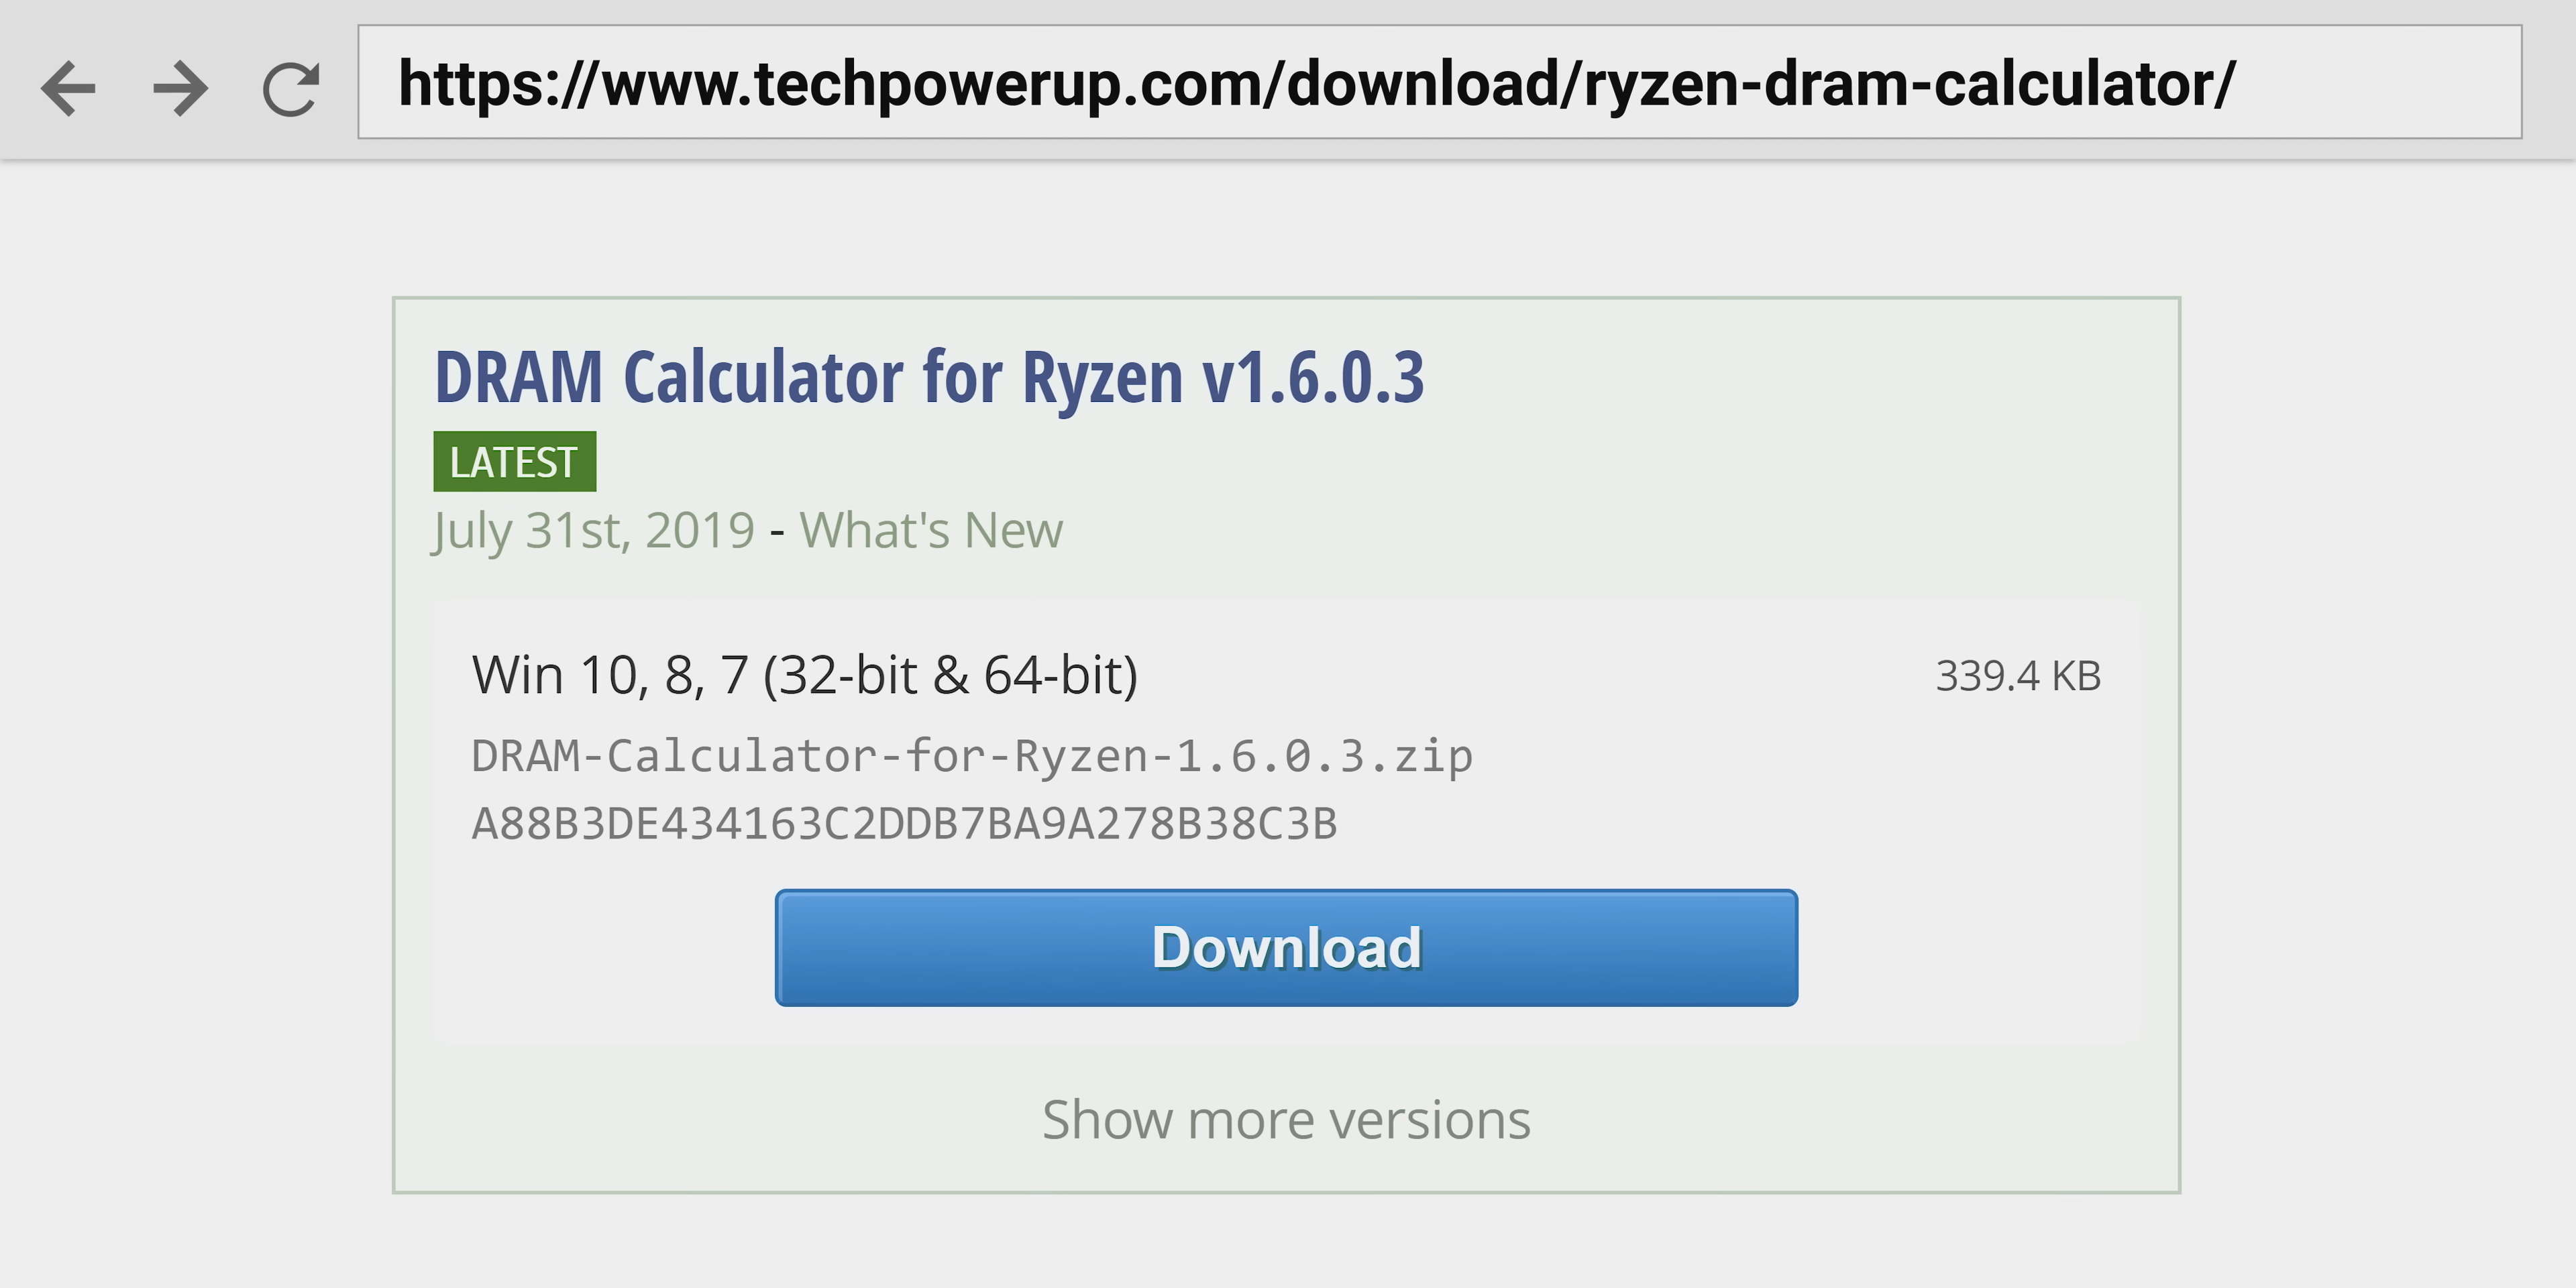 https://www.techpowerup.com/download/ryzen-dram-calculator/
DRAM Calculator for Ryzen v1.6.0.3
LATEST
July 31st, 2019 - What's New
Win 10, 8, 7 (32-bit & 64-bit)
339.4 KB
DRAM-Calculator-for-Ryzen-1.6.0.3.zip
A88B3DE434163C2DDB7BA9A278B38C3B
Download
Show more versions